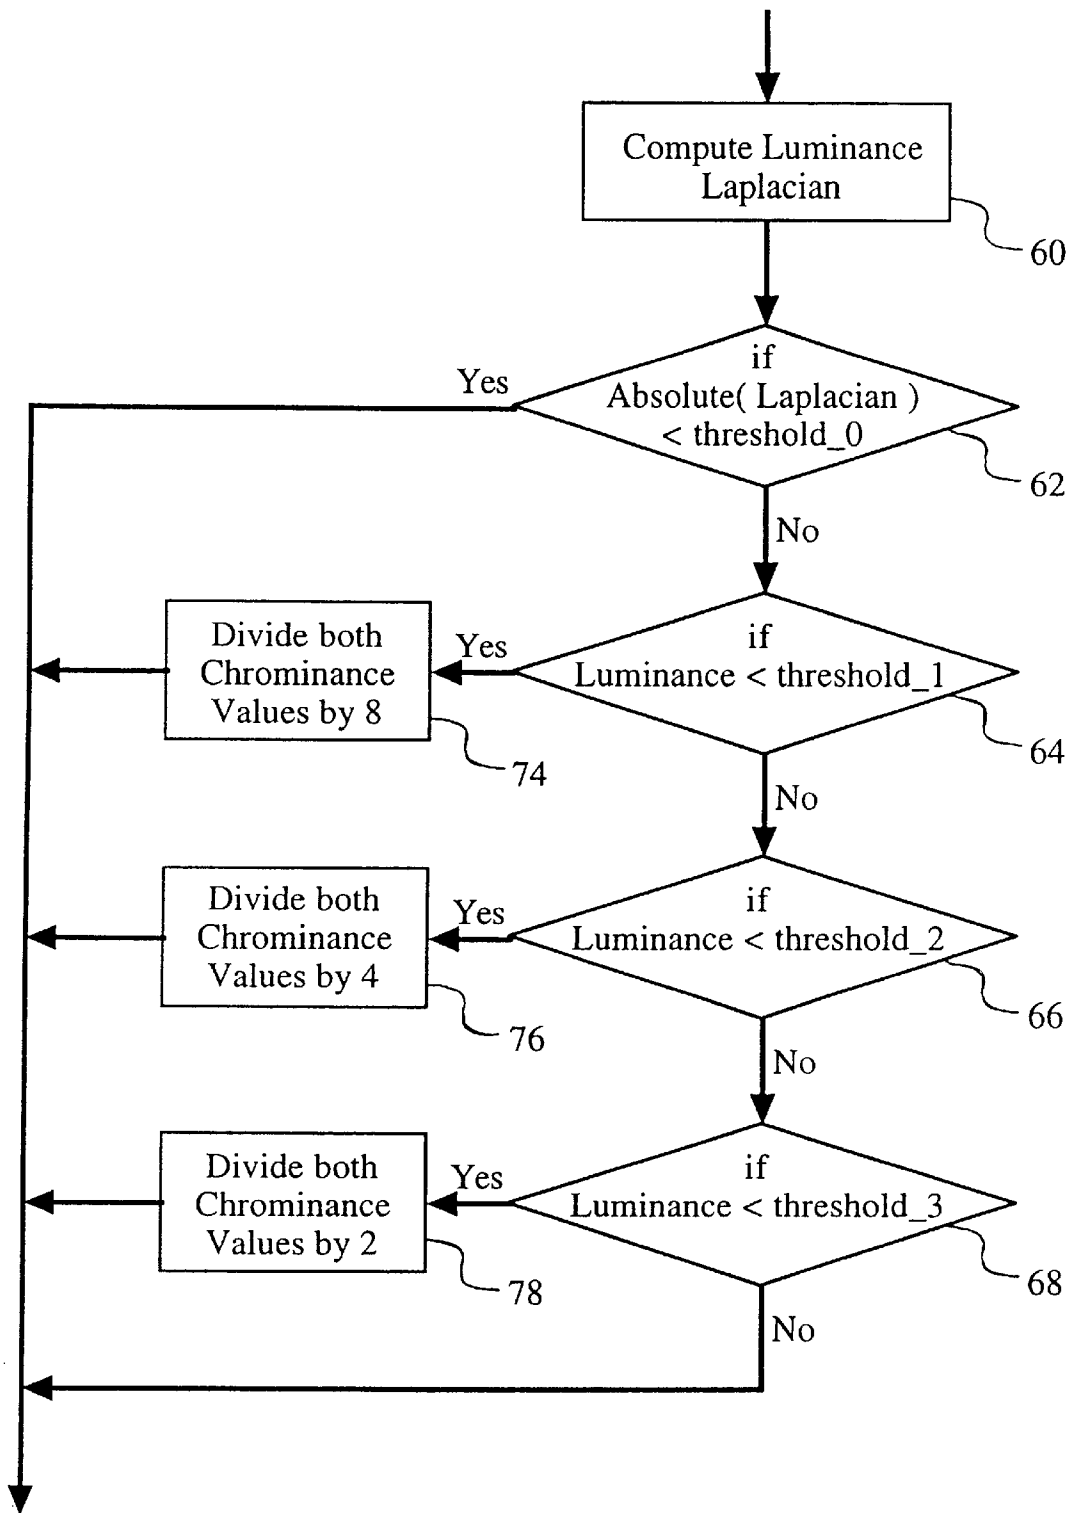 Compute Luminance
Laplacian
60
if
Absolute( Laplacian )
< threshold_0
Yes
62
No
if
Luminance < threshold_1
Yes
64
Divide both
Chrominance
Values by 8
74
No
if
Luminance < threshold_2
Yes
66
Divide both
Chrominance
Values by 4
76
No
if
Luminance < threshold_3
Yes
68
Divide both
Chrominance
Values by 2
78
No